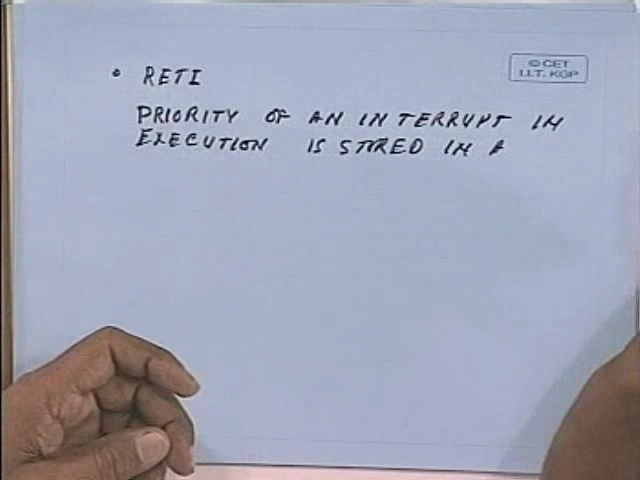 © CET
I.I.T. KGP
• RETI
PRIORITY OF AN INTERRUPT IN
EXECUTION IS STORED IN A